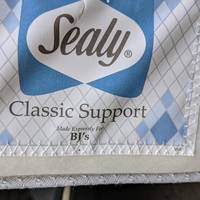 Sealy®
Classic Support
Made Expressly For
BJ's